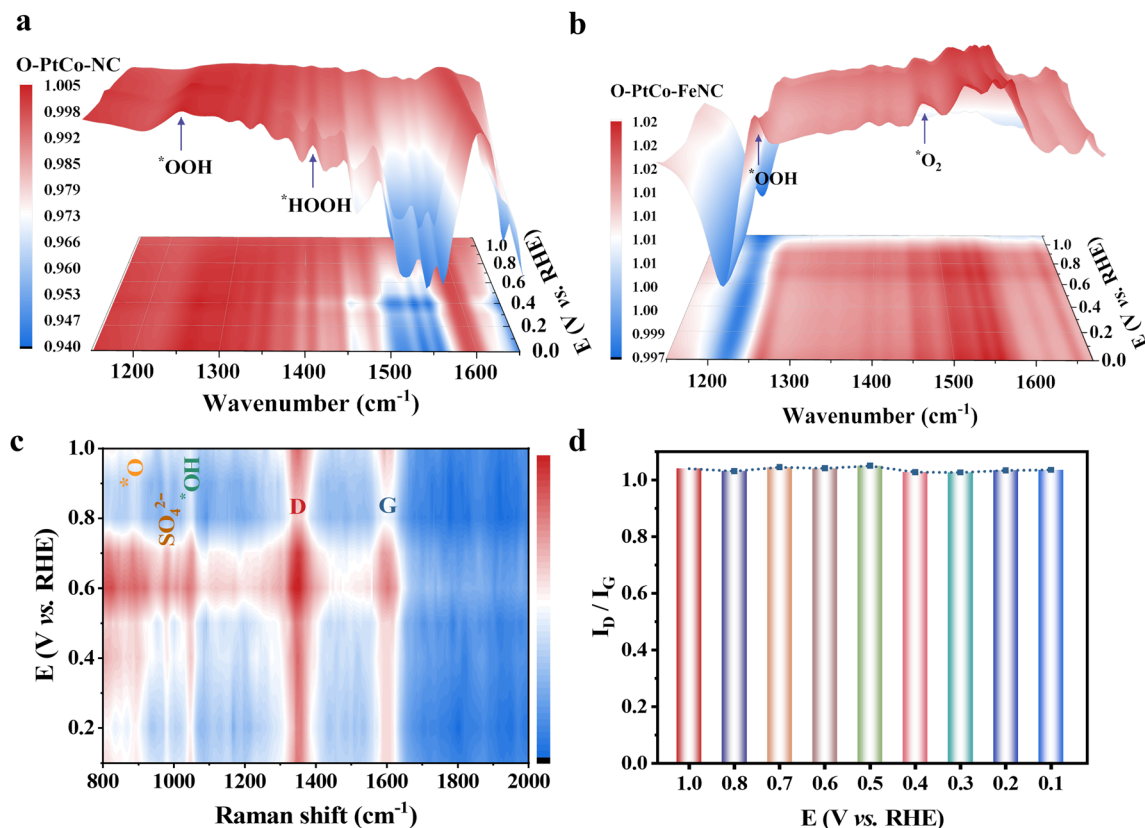 a
O-PtCo-NC
1.005
0.998
0.992
0.985
0.979
0.973
0.966
0.960
0.953
0.947
0.940
*OOH
*HOOH
1.0
0.8
0.6
0.4
0.2
0.0
E (V vs. RHE)
1200 1300 1400 1500 1600
Wavenumber (cm⁻¹)
b
O-PtCo-FeNC
1.02
1.02
1.02
1.01
1.01
1.01
1.01
1.00
1.00
0.999
0.997
*OOH
*O₂
1.0
0.8
0.6
0.4
0.2
0.0
E (V vs. RHE)
1200 1300 1400 1500 1600
Wavenumber (cm⁻¹)
c
E (V vs. RHE)
1.0
0.8
0.6
0.4
0.2
*O
SO₄²⁻
*OH
D
G
800 1000 1200 1400 1600 1800 2000
Raman shift (cm⁻¹)
d
I_D / I_G
1.0
0.8
0.6
0.4
0.2
0.0
1.0 0.8 0.7 0.6 0.5 0.4 0.3 0.2 0.1
E (V vs. RHE)